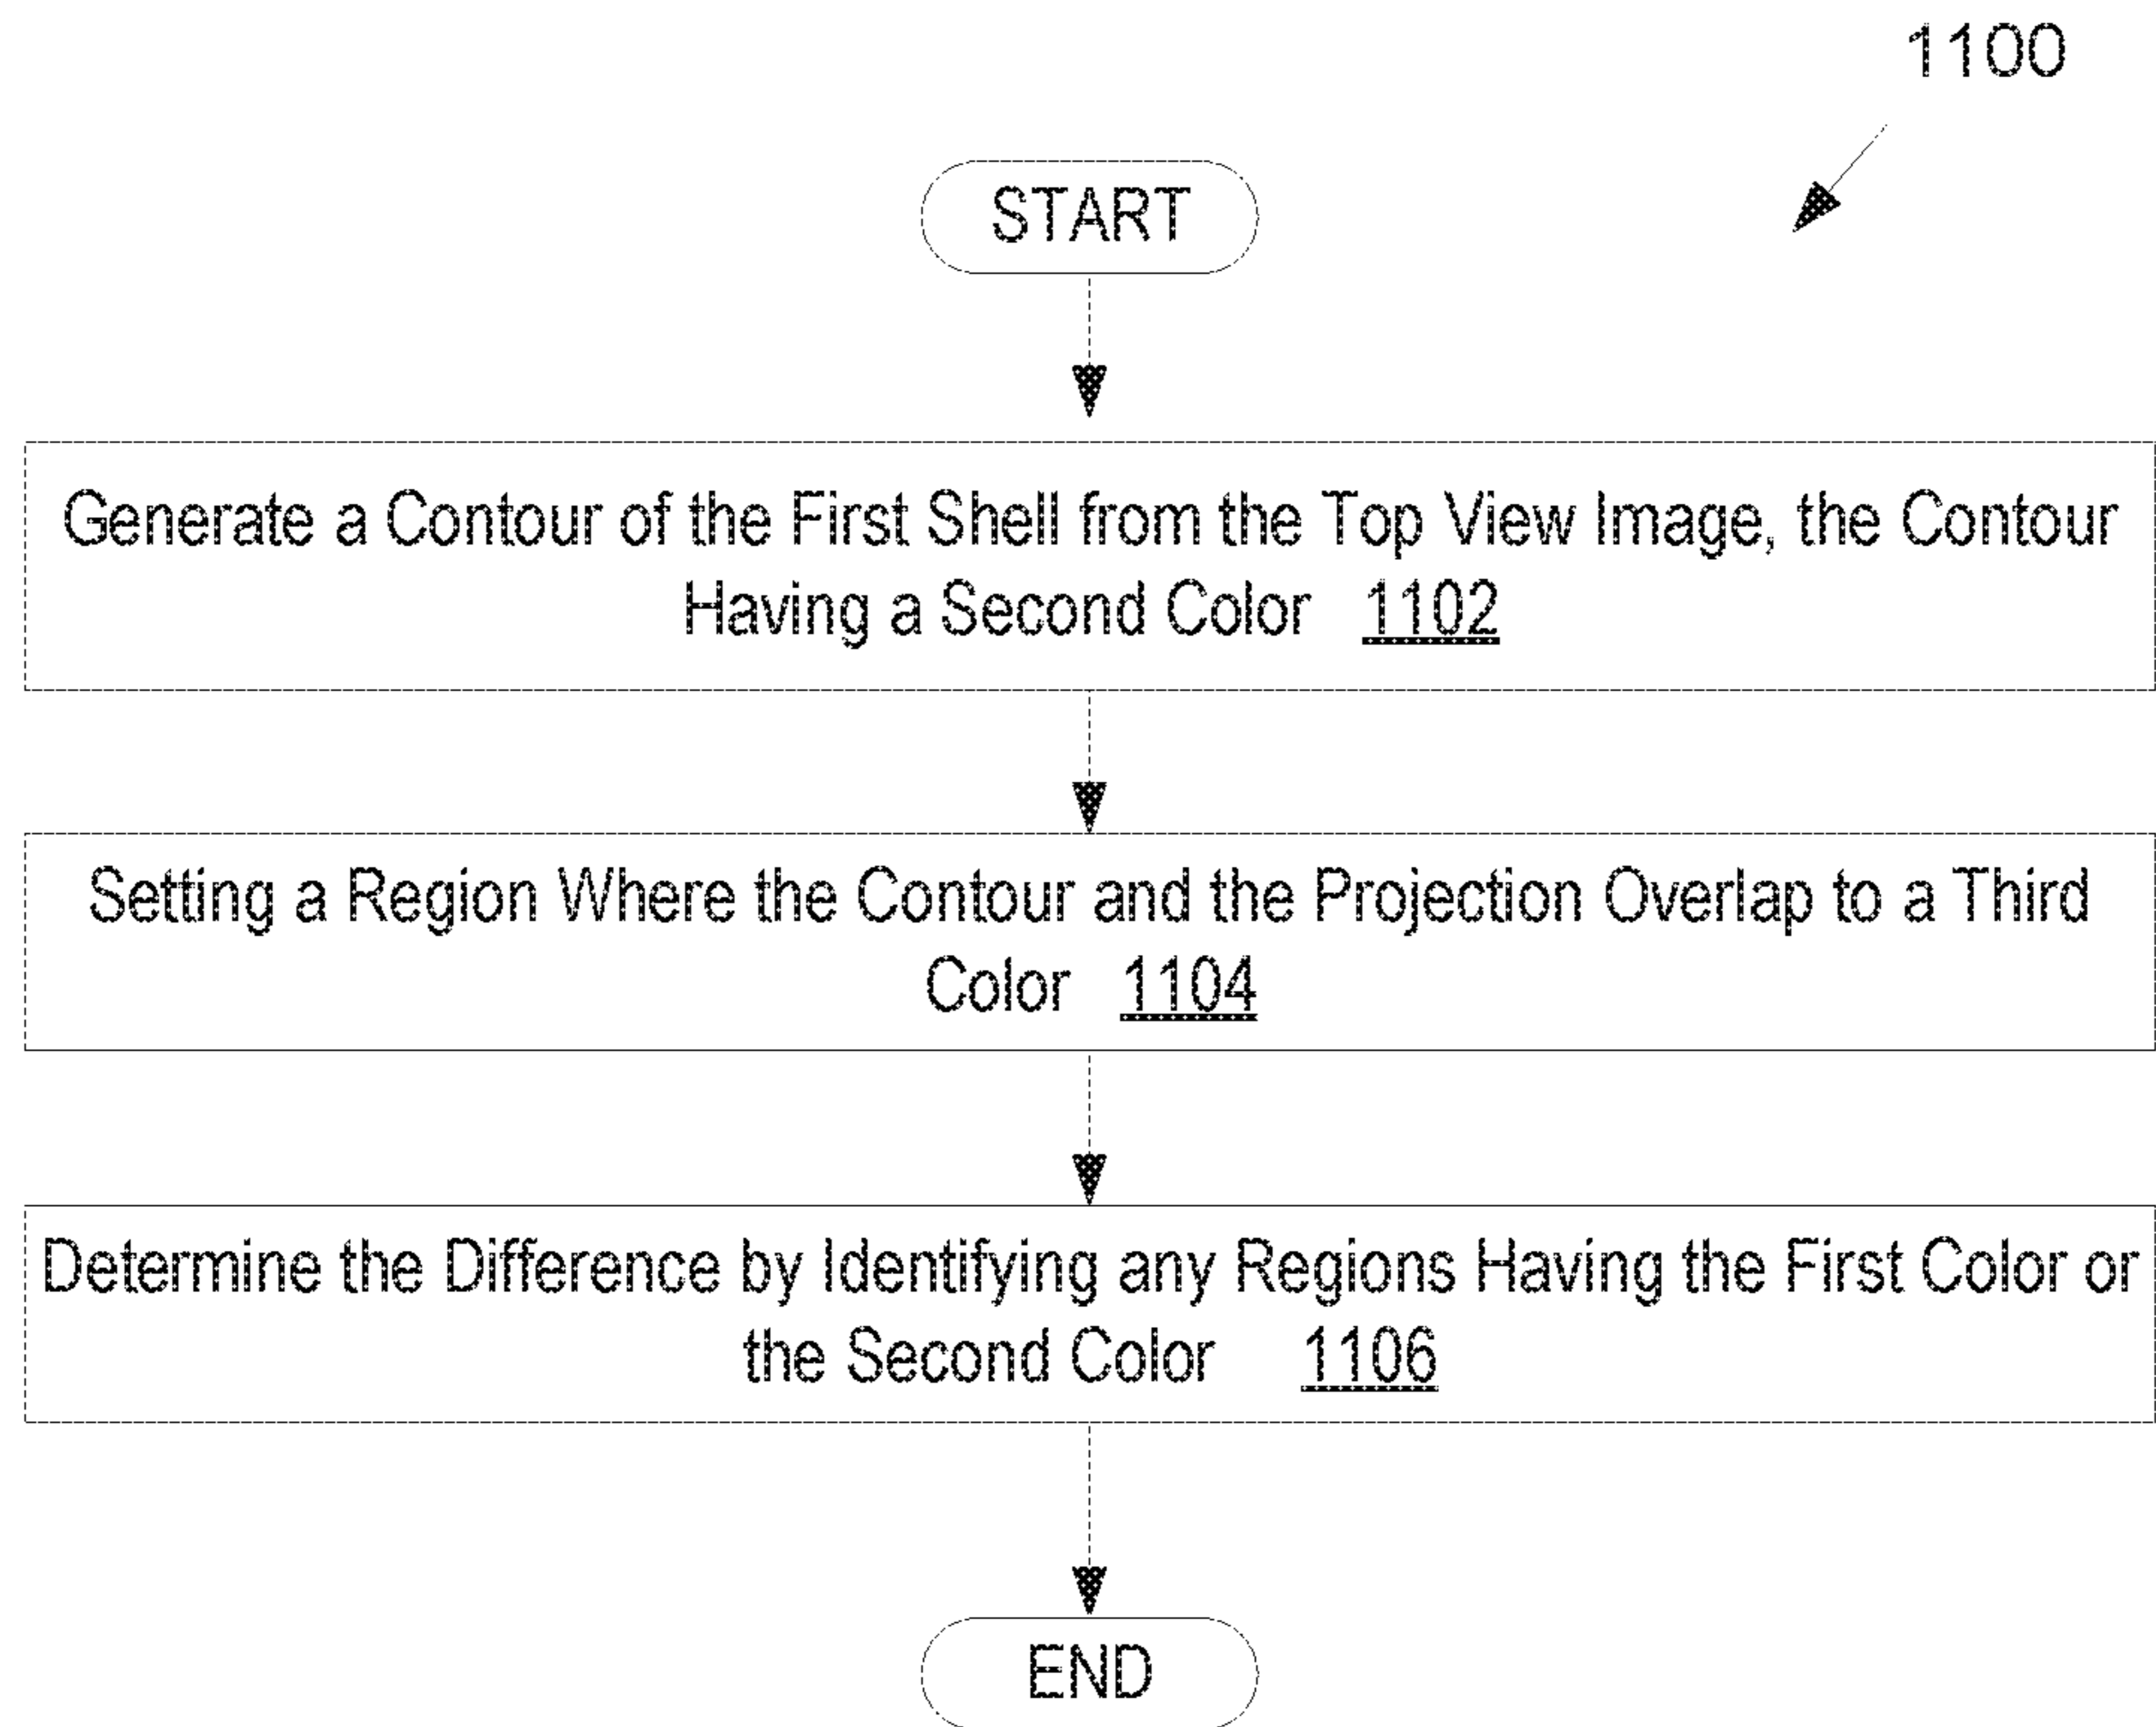 1100
START
Generate a Contour of the First Shell from the Top View Image, the Contour
Having a Second Color 1102
Setting a Region Where the Contour and the Projection Overlap to a Third
Color 1104
Determine the Difference by Identifying any Regions Having the First Color or
the Second Color 1106
END